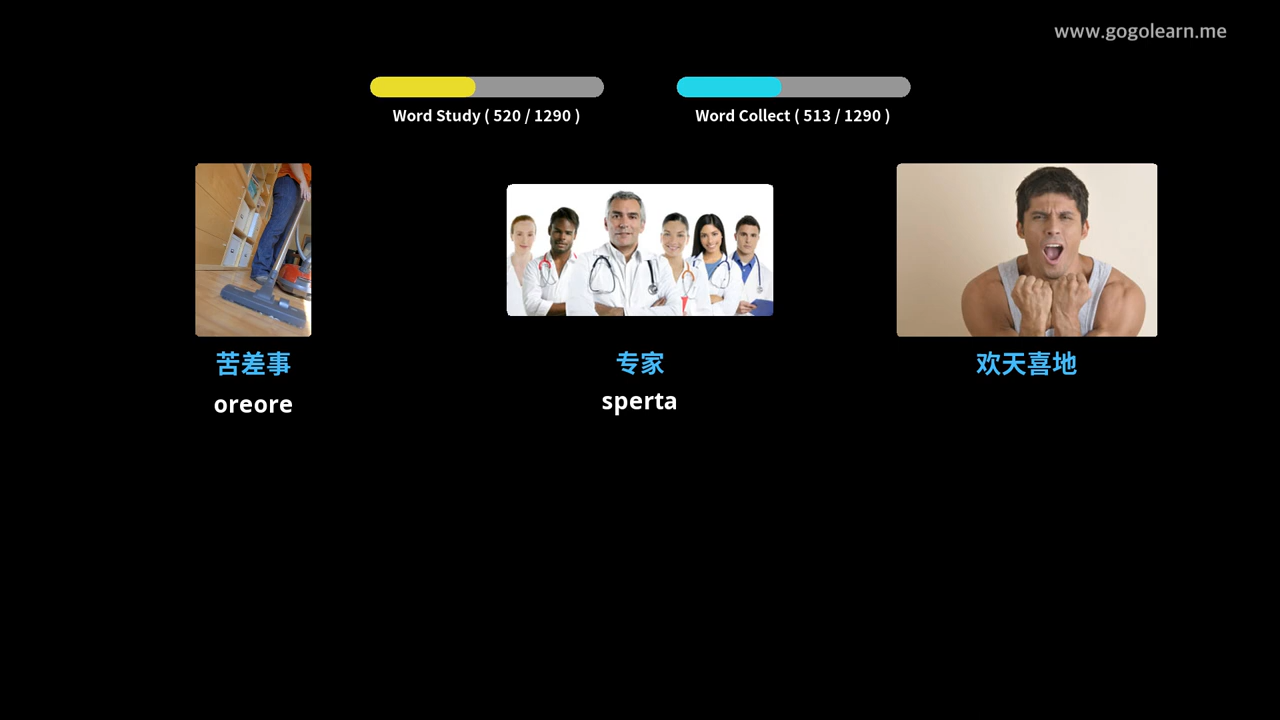 www.gogolearn.me
Word Study ( 520 / 1290 )
Word Collect ( 513 / 1290 )
苦差事
专家
欢天喜地
oreore
sperta